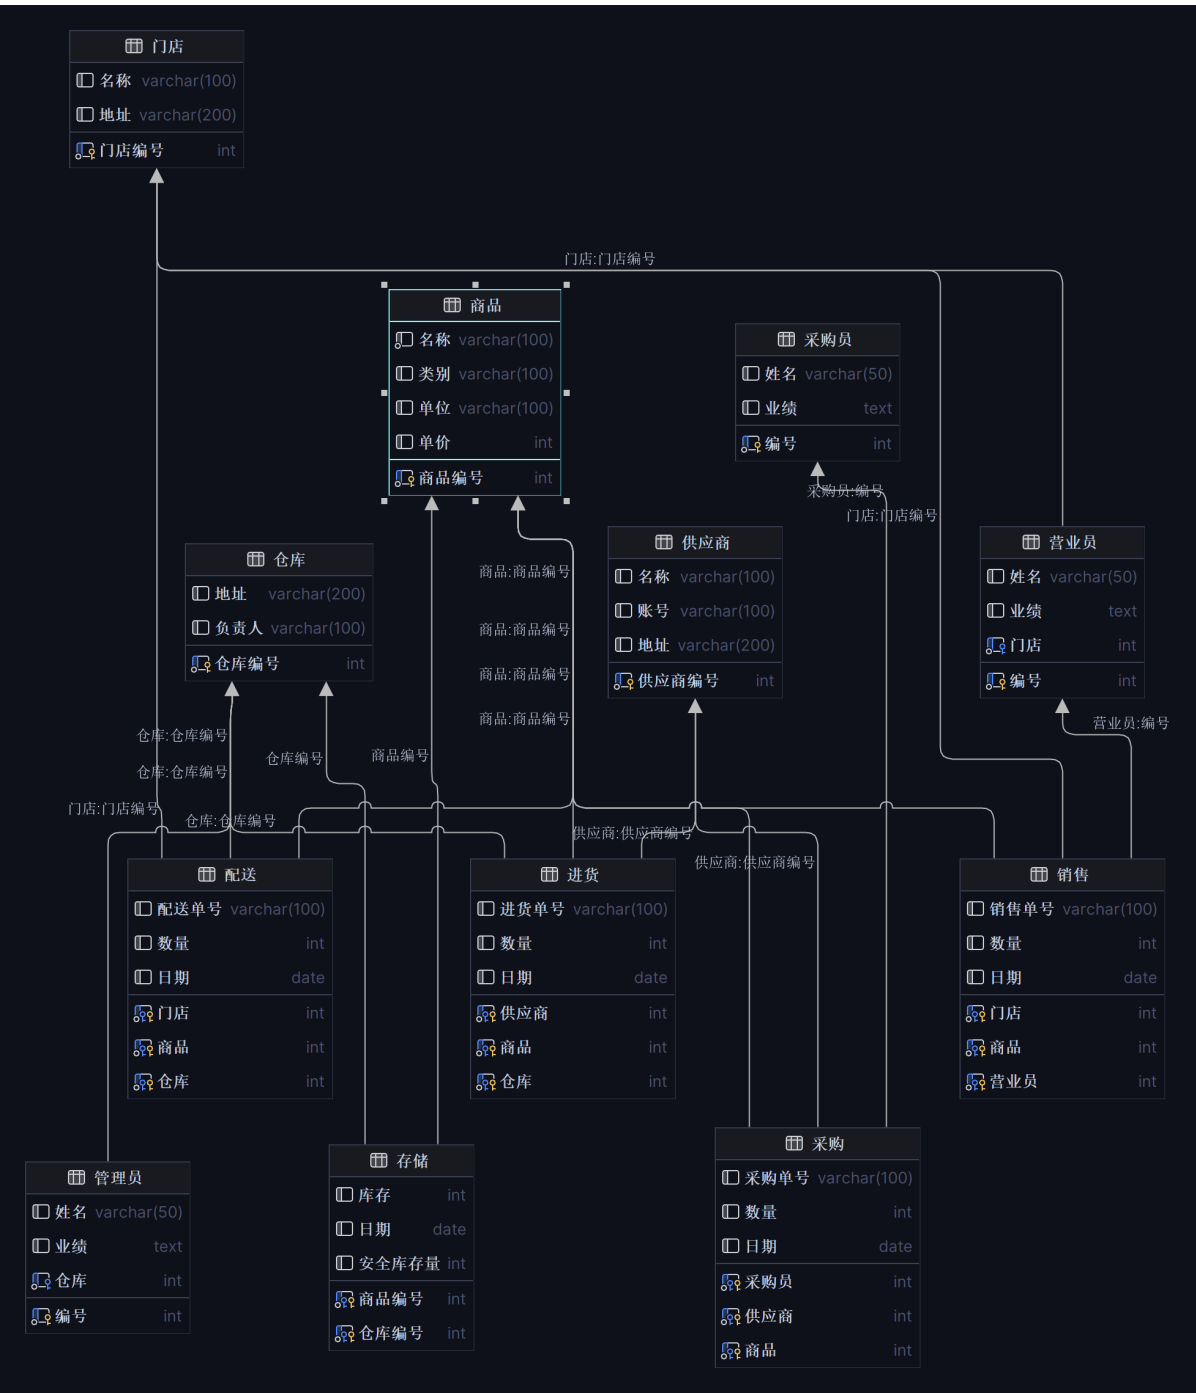 门店
名称 varchar(100)
地址 varchar(200)
门店编号 int
门店:门店编号
商品
名称 varchar(100)
类别 varchar(100)
单位 varchar(100)
单价 int
商品编号 int
采购员
姓名 varchar(50)
业绩 text
编号 int
采购员:编号
门店:门店编号
仓库
地址 varchar(200)
负责人 varchar(100)
仓库编号 int
商品:商品编号
商品:商品编号
商品:商品编号
商品:商品编号
供应商
名称 varchar(100)
账号 varchar(100)
地址 varchar(200)
供应商编号 int
营业员
姓名 varchar(50)
业绩 text
门店 int
编号 int
营业员:编号
仓库:仓库编号
仓库编号
商品编号
仓库:仓库编号
门店:门店编号
仓库:仓库编号
供应商:供应商编号
供应商:供应商编号
配送
配送单号 varchar(100)
数量 int
日期 date
门店 int
商品 int
仓库 int
进货
进货单号 varchar(100)
数量 int
日期 date
供应商 int
商品 int
仓库 int
销售
销售单号 varchar(100)
数量 int
日期 date
门店 int
商品 int
营业员 int
管理员
姓名 varchar(50)
业绩 text
仓库 int
编号 int
存储
库存 int
日期 date
安全库存量 int
商品编号 int
仓库编号 int
采购
采购单号 varchar(100)
数量 int
日期 date
采购员 int
供应商 int
商品 int